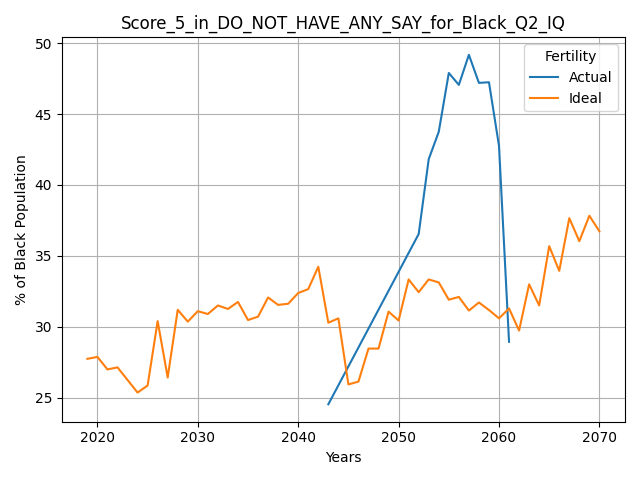 Score_5_in_DO_NOT_HAVE_ANY_SAY_for_Black_Q2_IQ
Fertility
Actual
Ideal
50
45
40
35
30
25
% of Black Population
2020 2030 2040 2050 2060 2070
Years